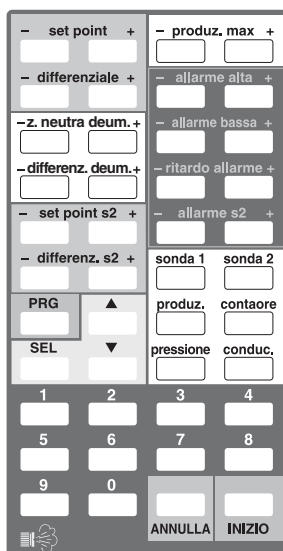 – set point +
– produz. max +
– differenziale +
– allarme alta +
– z. neutra deum. +
– allarme bassa +
– differenz. deum. +
– ritardo allarme +
– set point s2 +
– allarme s2 +
– differenz. s2 +
sonda 1 sonda 2
PRG ▲
produz. contaore
SEL ▼
pressione conduc.
1 2 3 4
5 6 7 8
9 0
ANNULLA INIZIO